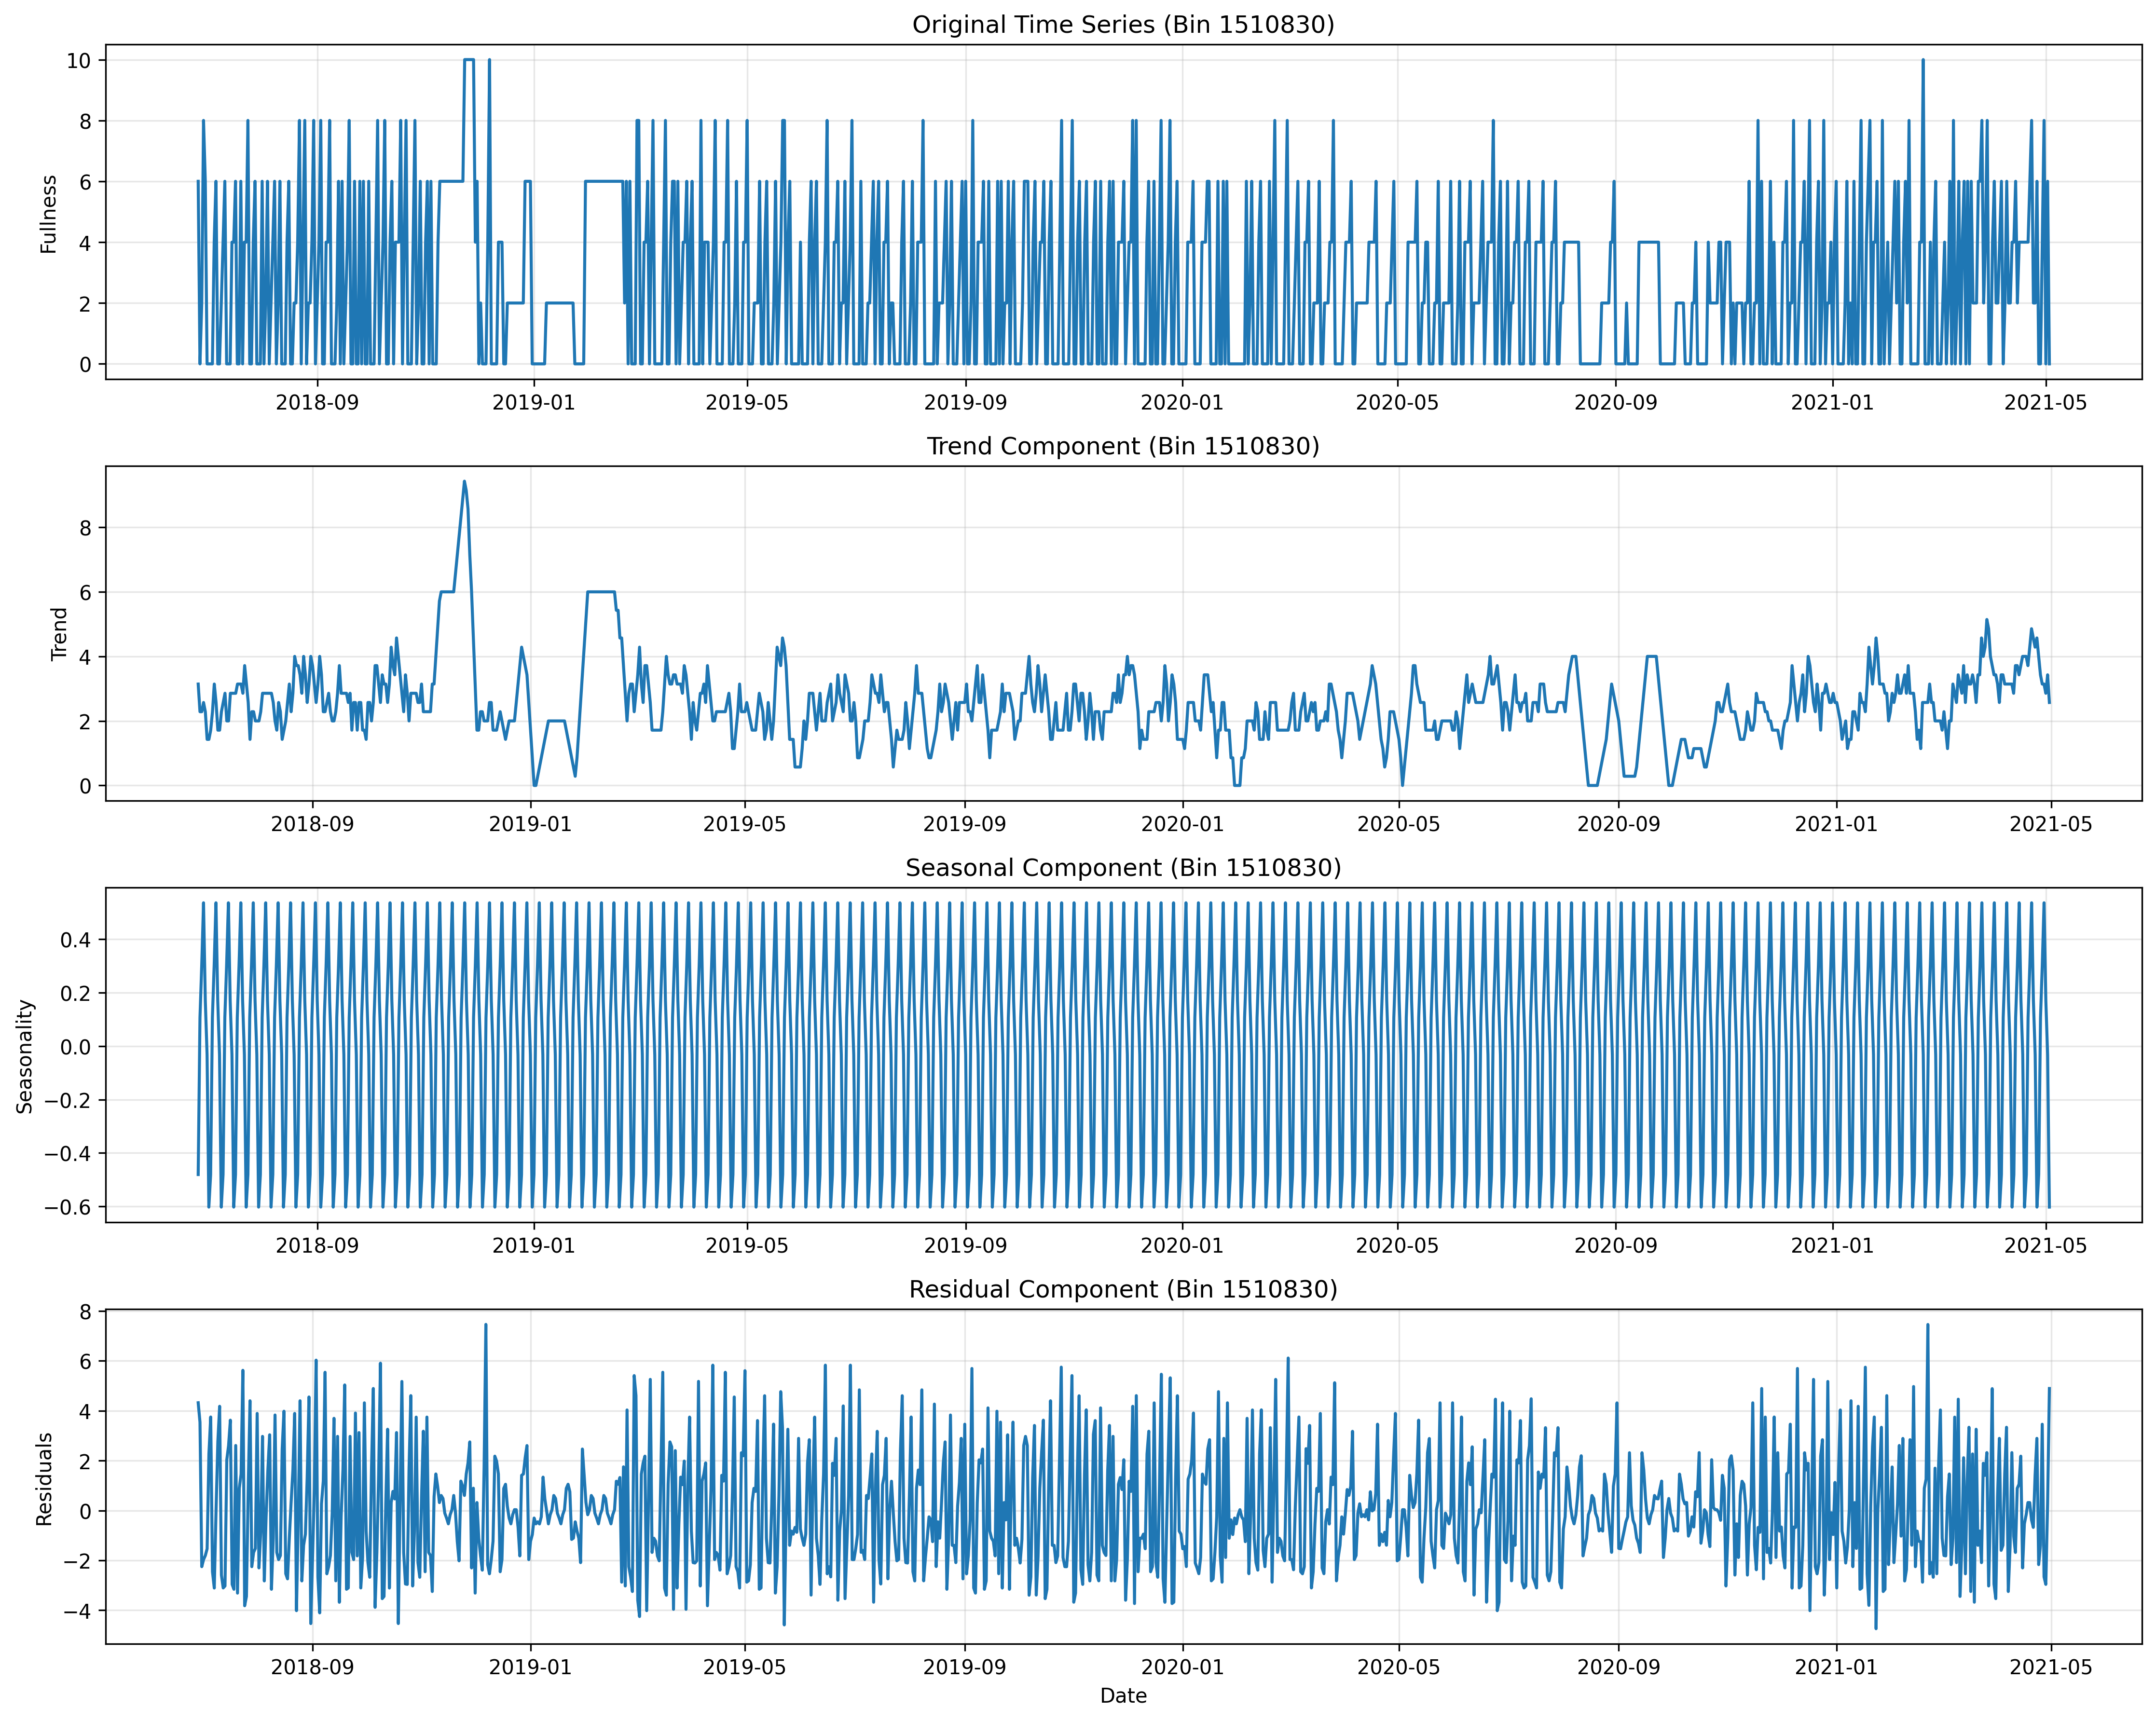 Original Time Series (Bin 1510830)
Fullness
10
8
6
4
2
0
2018-09 2019-01 2019-05 2019-09 2020-01 2020-05 2020-09 2021-01 2021-05
Trend Component (Bin 1510830)
Trend
8
6
4
2
0
2018-09 2019-01 2019-05 2019-09 2020-01 2020-05 2020-09 2021-01 2021-05
Seasonal Component (Bin 1510830)
Seasonality
0.4
0.2
0.0
−0.2
−0.4
−0.6
2018-09 2019-01 2019-05 2019-09 2020-01 2020-05 2020-09 2021-01 2021-05
Residual Component (Bin 1510830)
Residuals
8
6
4
2
0
−2
−4
2018-09 2019-01 2019-05 2019-09 2020-01 2020-05 2020-09 2021-01 2021-05
Date